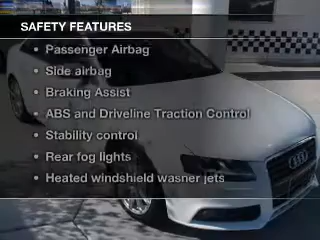 SAFETY FEATURES
• Passenger Airbag
• Side airbag
• Braking Assist
• ABS and Driveline Traction Control
• Stability control
• Rear fog lights
• Heated windshield washer jets